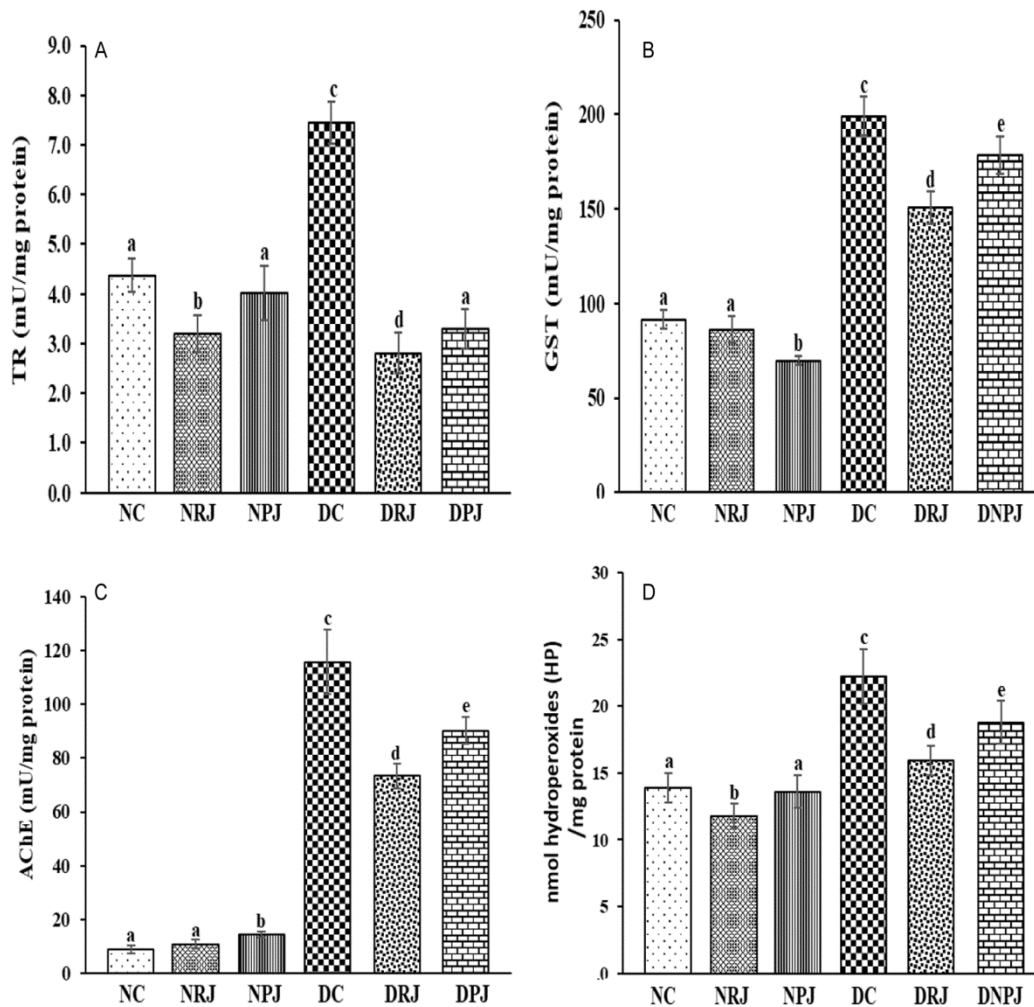 A
TR (mU/mg protein)
9.0
8.0
7.0
6.0
5.0
4.0
3.0
2.0
1.0
0.0
a
b
a
c
d
a
NC NRJ NPJ DC DRJ DPJ
B
GST (mU/mg protein)
250
200
150
100
50
0
a
a
b
c
d
e
NC NRJ NPJ DC DRJ DNPJ
C
AChE (mU/mg protein)
140
120
100
80
60
40
20
0
a
a
b
c
d
e
NC NRJ NPJ DC DRJ DPJ
D
nmol hydroperoxides (HP)
/mg protein
30
25
20
15
10
5
.0
a
b
a
c
d
e
NC NRJ NPJ DC DRJ DNPJ